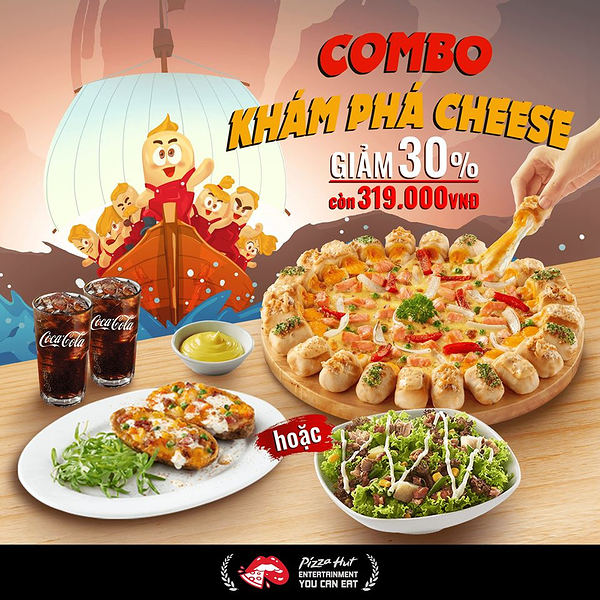 COMBO
KHÁM PHÁ CHEESE
GIẢM 30%
còn 319.000VNĐ
Coca-Cola
Coca-Cola
hoặc
Pizza Hut
ENTERTAINMENT
YOU CAN EAT